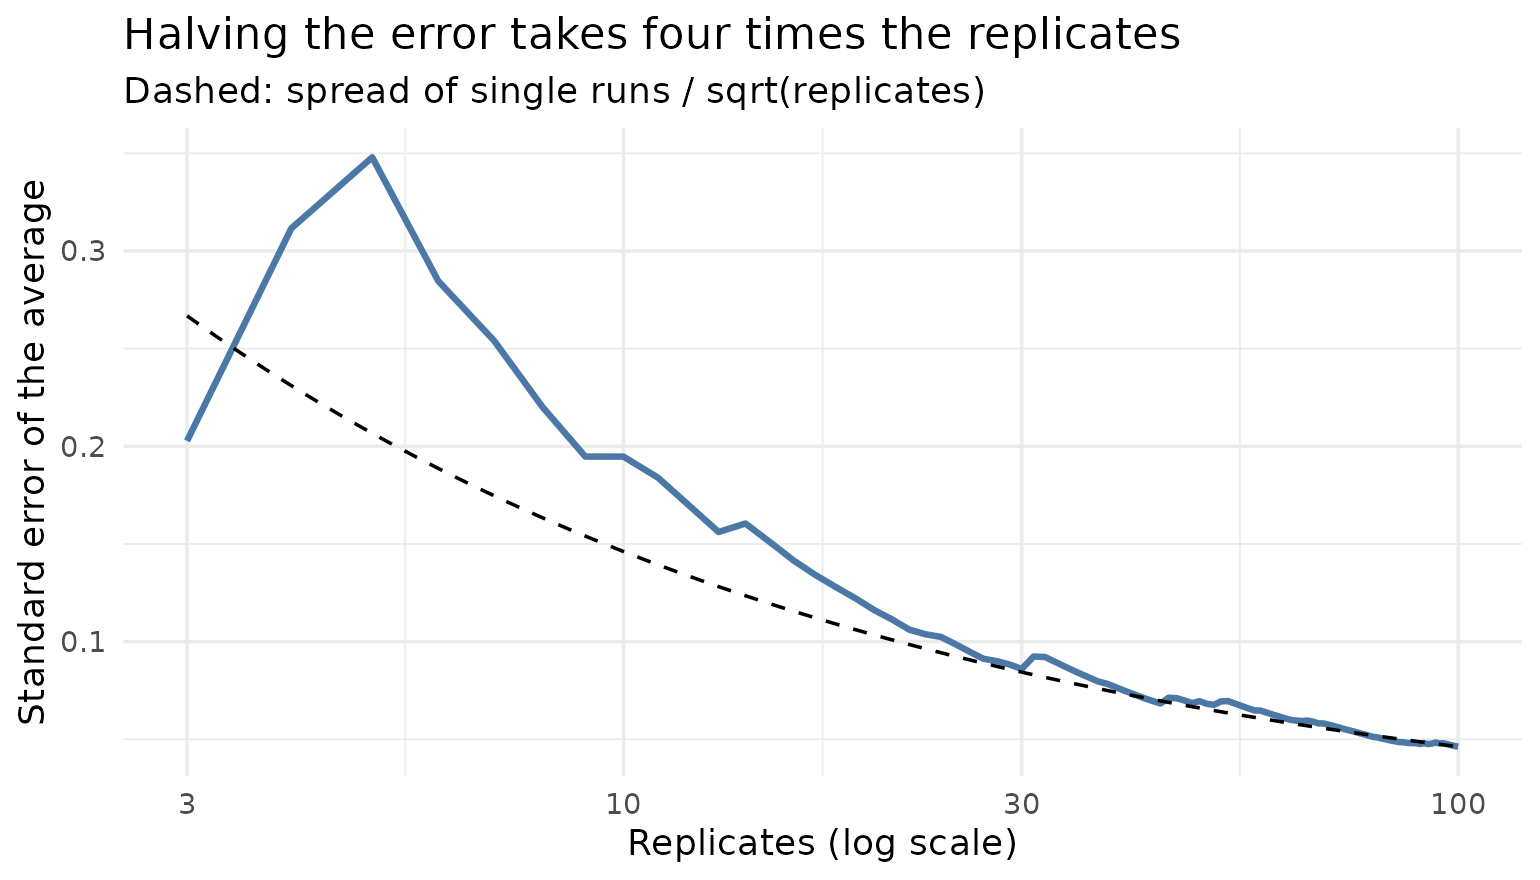 Halving the error takes four times the replicates
Dashed: spread of single runs / sqrt(replicates)
Standard error of the average
0.3
0.2
0.1
3
10
30
100
Replicates (log scale)